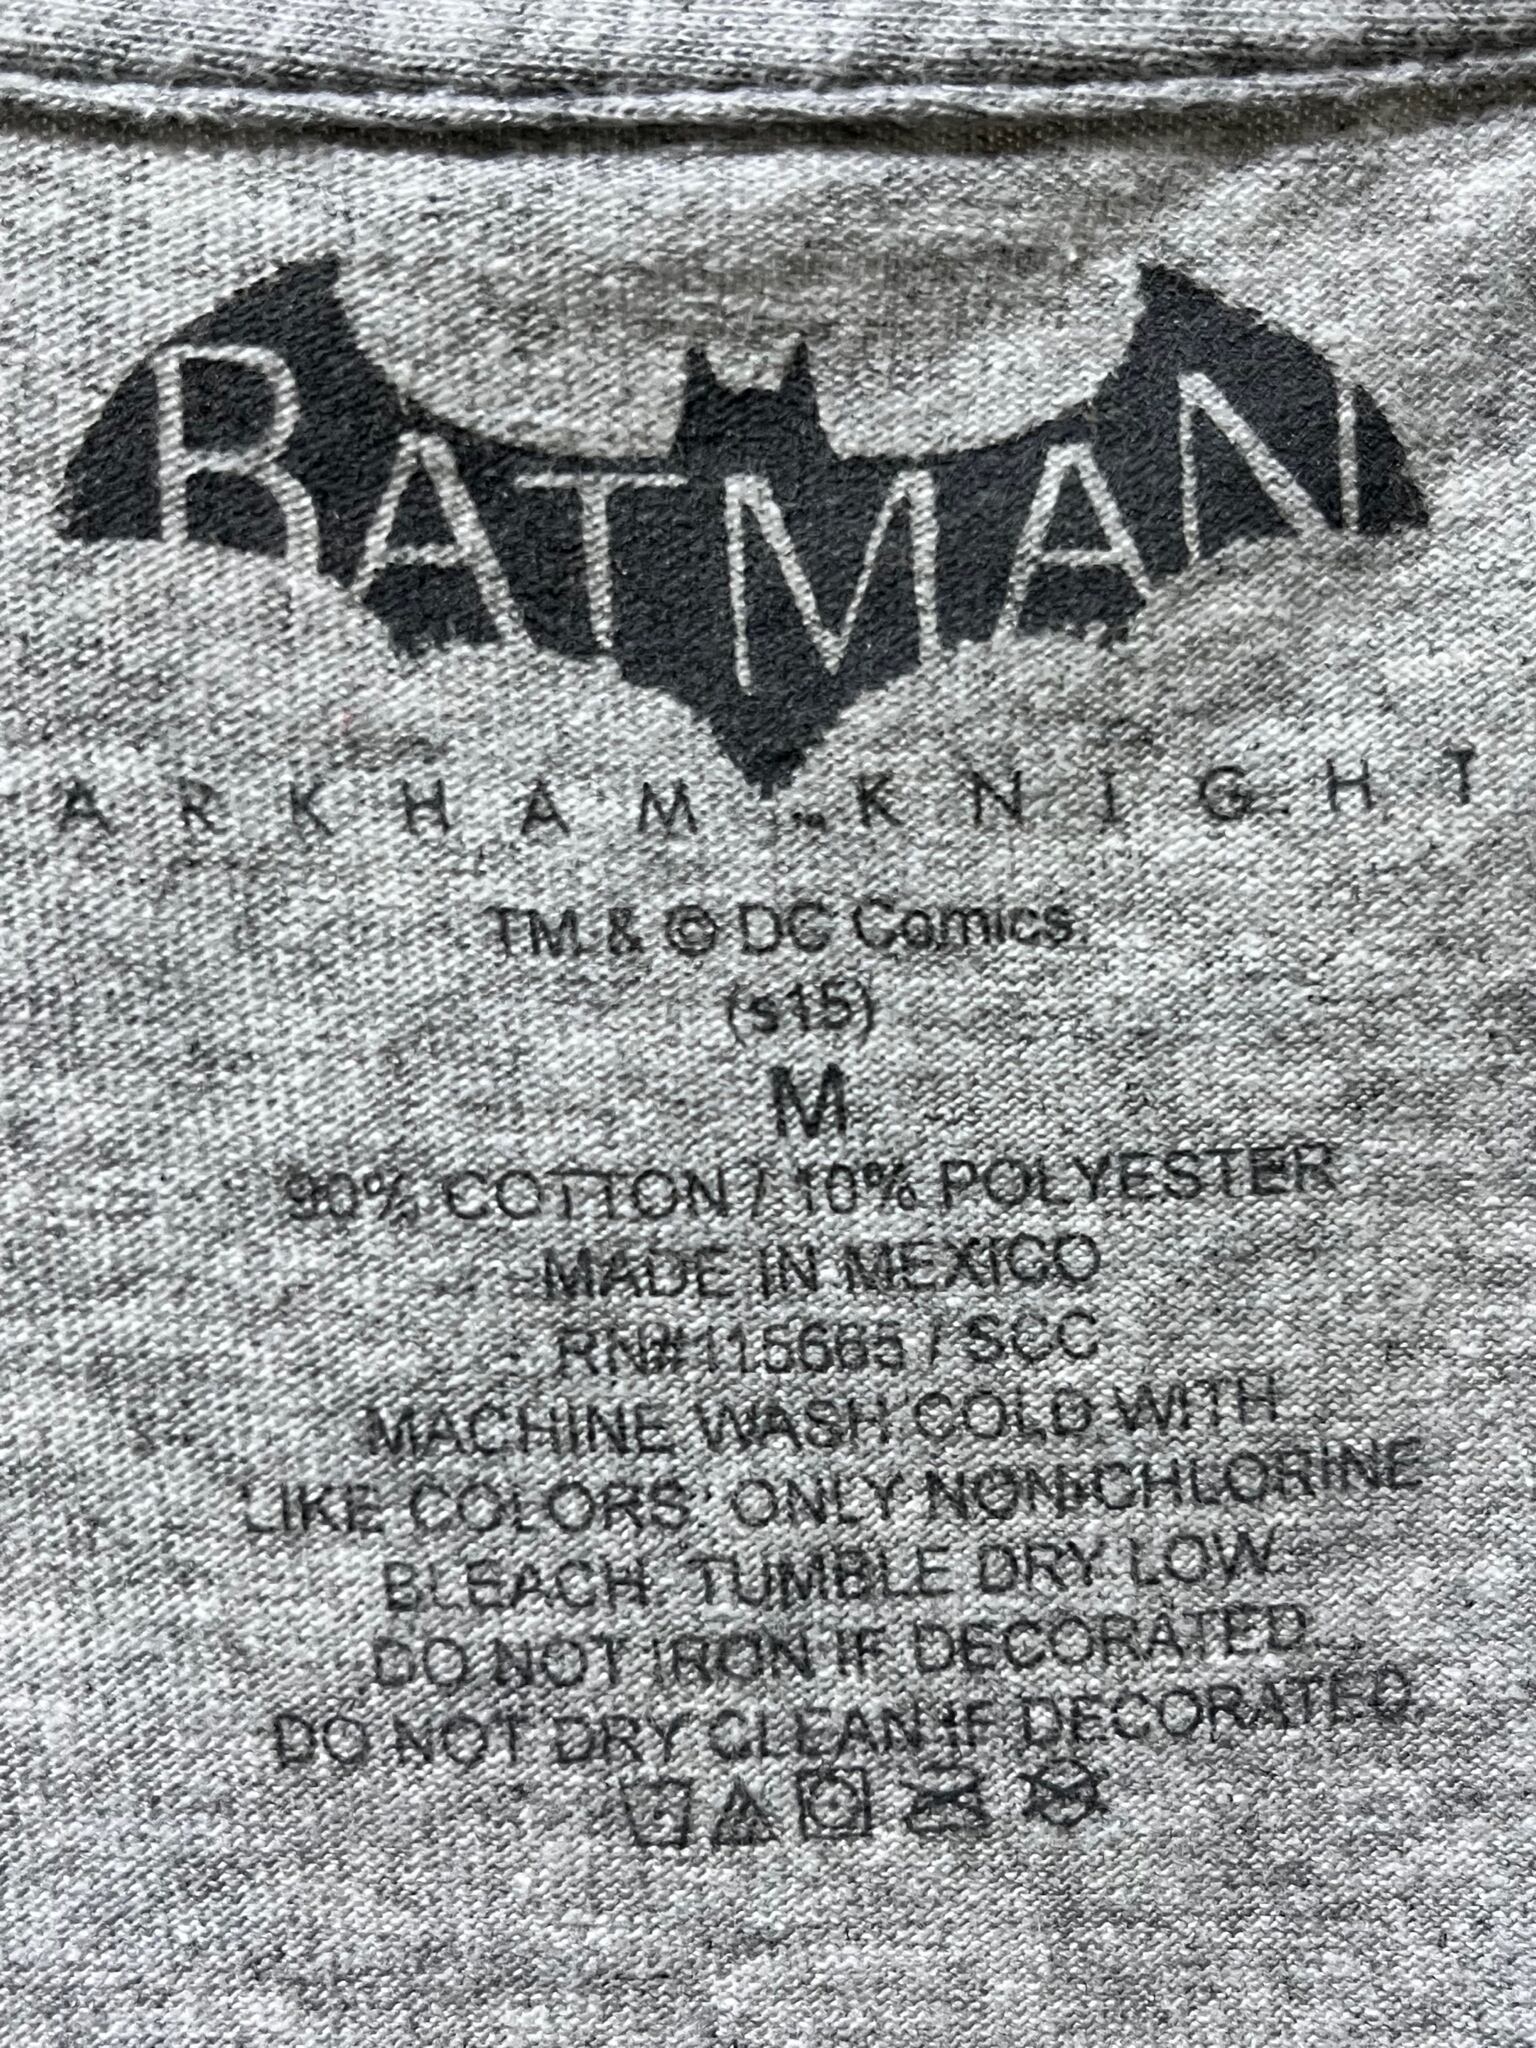 BATMAN
ARKHAM KNIGHT
TM & © DC Comics.
(s15)
M
90% COTTON / 10% POLYESTER
MADE IN MEXICO
RN#115665 / SCC
MACHINE WASH COLD WITH
LIKE COLORS. ONLY NON-CHLORINE
BLEACH. TUMBLE DRY LOW.
DO NOT IRON IF DECORATED.
DO NOT DRY CLEAN IF DECORATED.